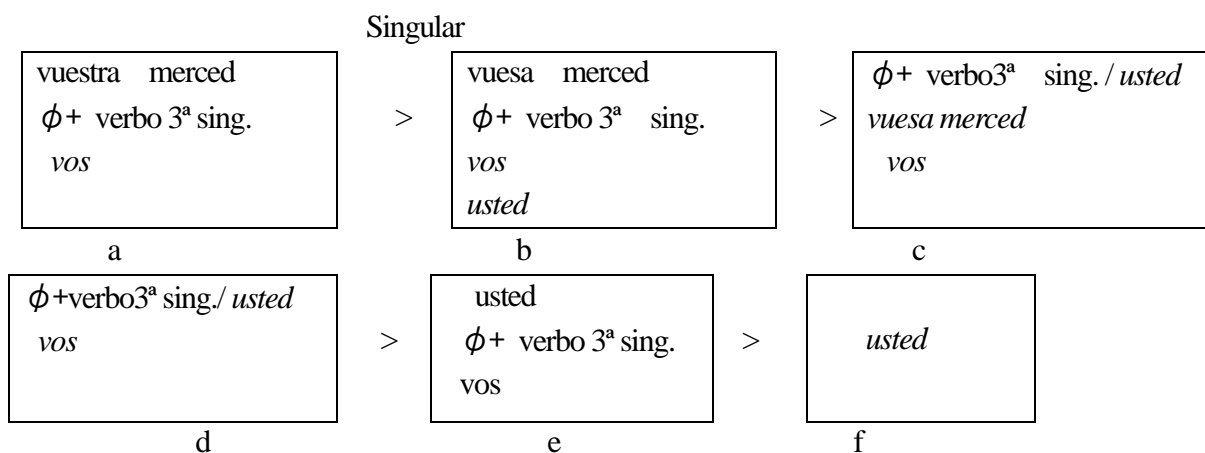 Singular
vuestra merced
ϕ+ verbo 3ª sing.
vos
>
vuesa merced
ϕ+ verbo 3ª sing.
vos
usted
>
ϕ+ verbo3ª sing. / usted
vuesa merced
vos
a
b
c
ϕ+verbo3ª sing./ usted
vos
>
usted
ϕ+ verbo 3ª sing.
vos
>
usted
d
e
f